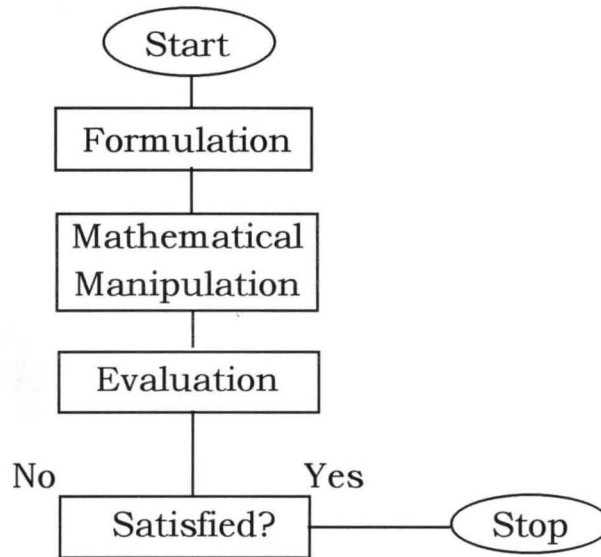 Start
Formulation
Mathematical
Manipulation
Evaluation
No
Yes
Satisfied?
Stop